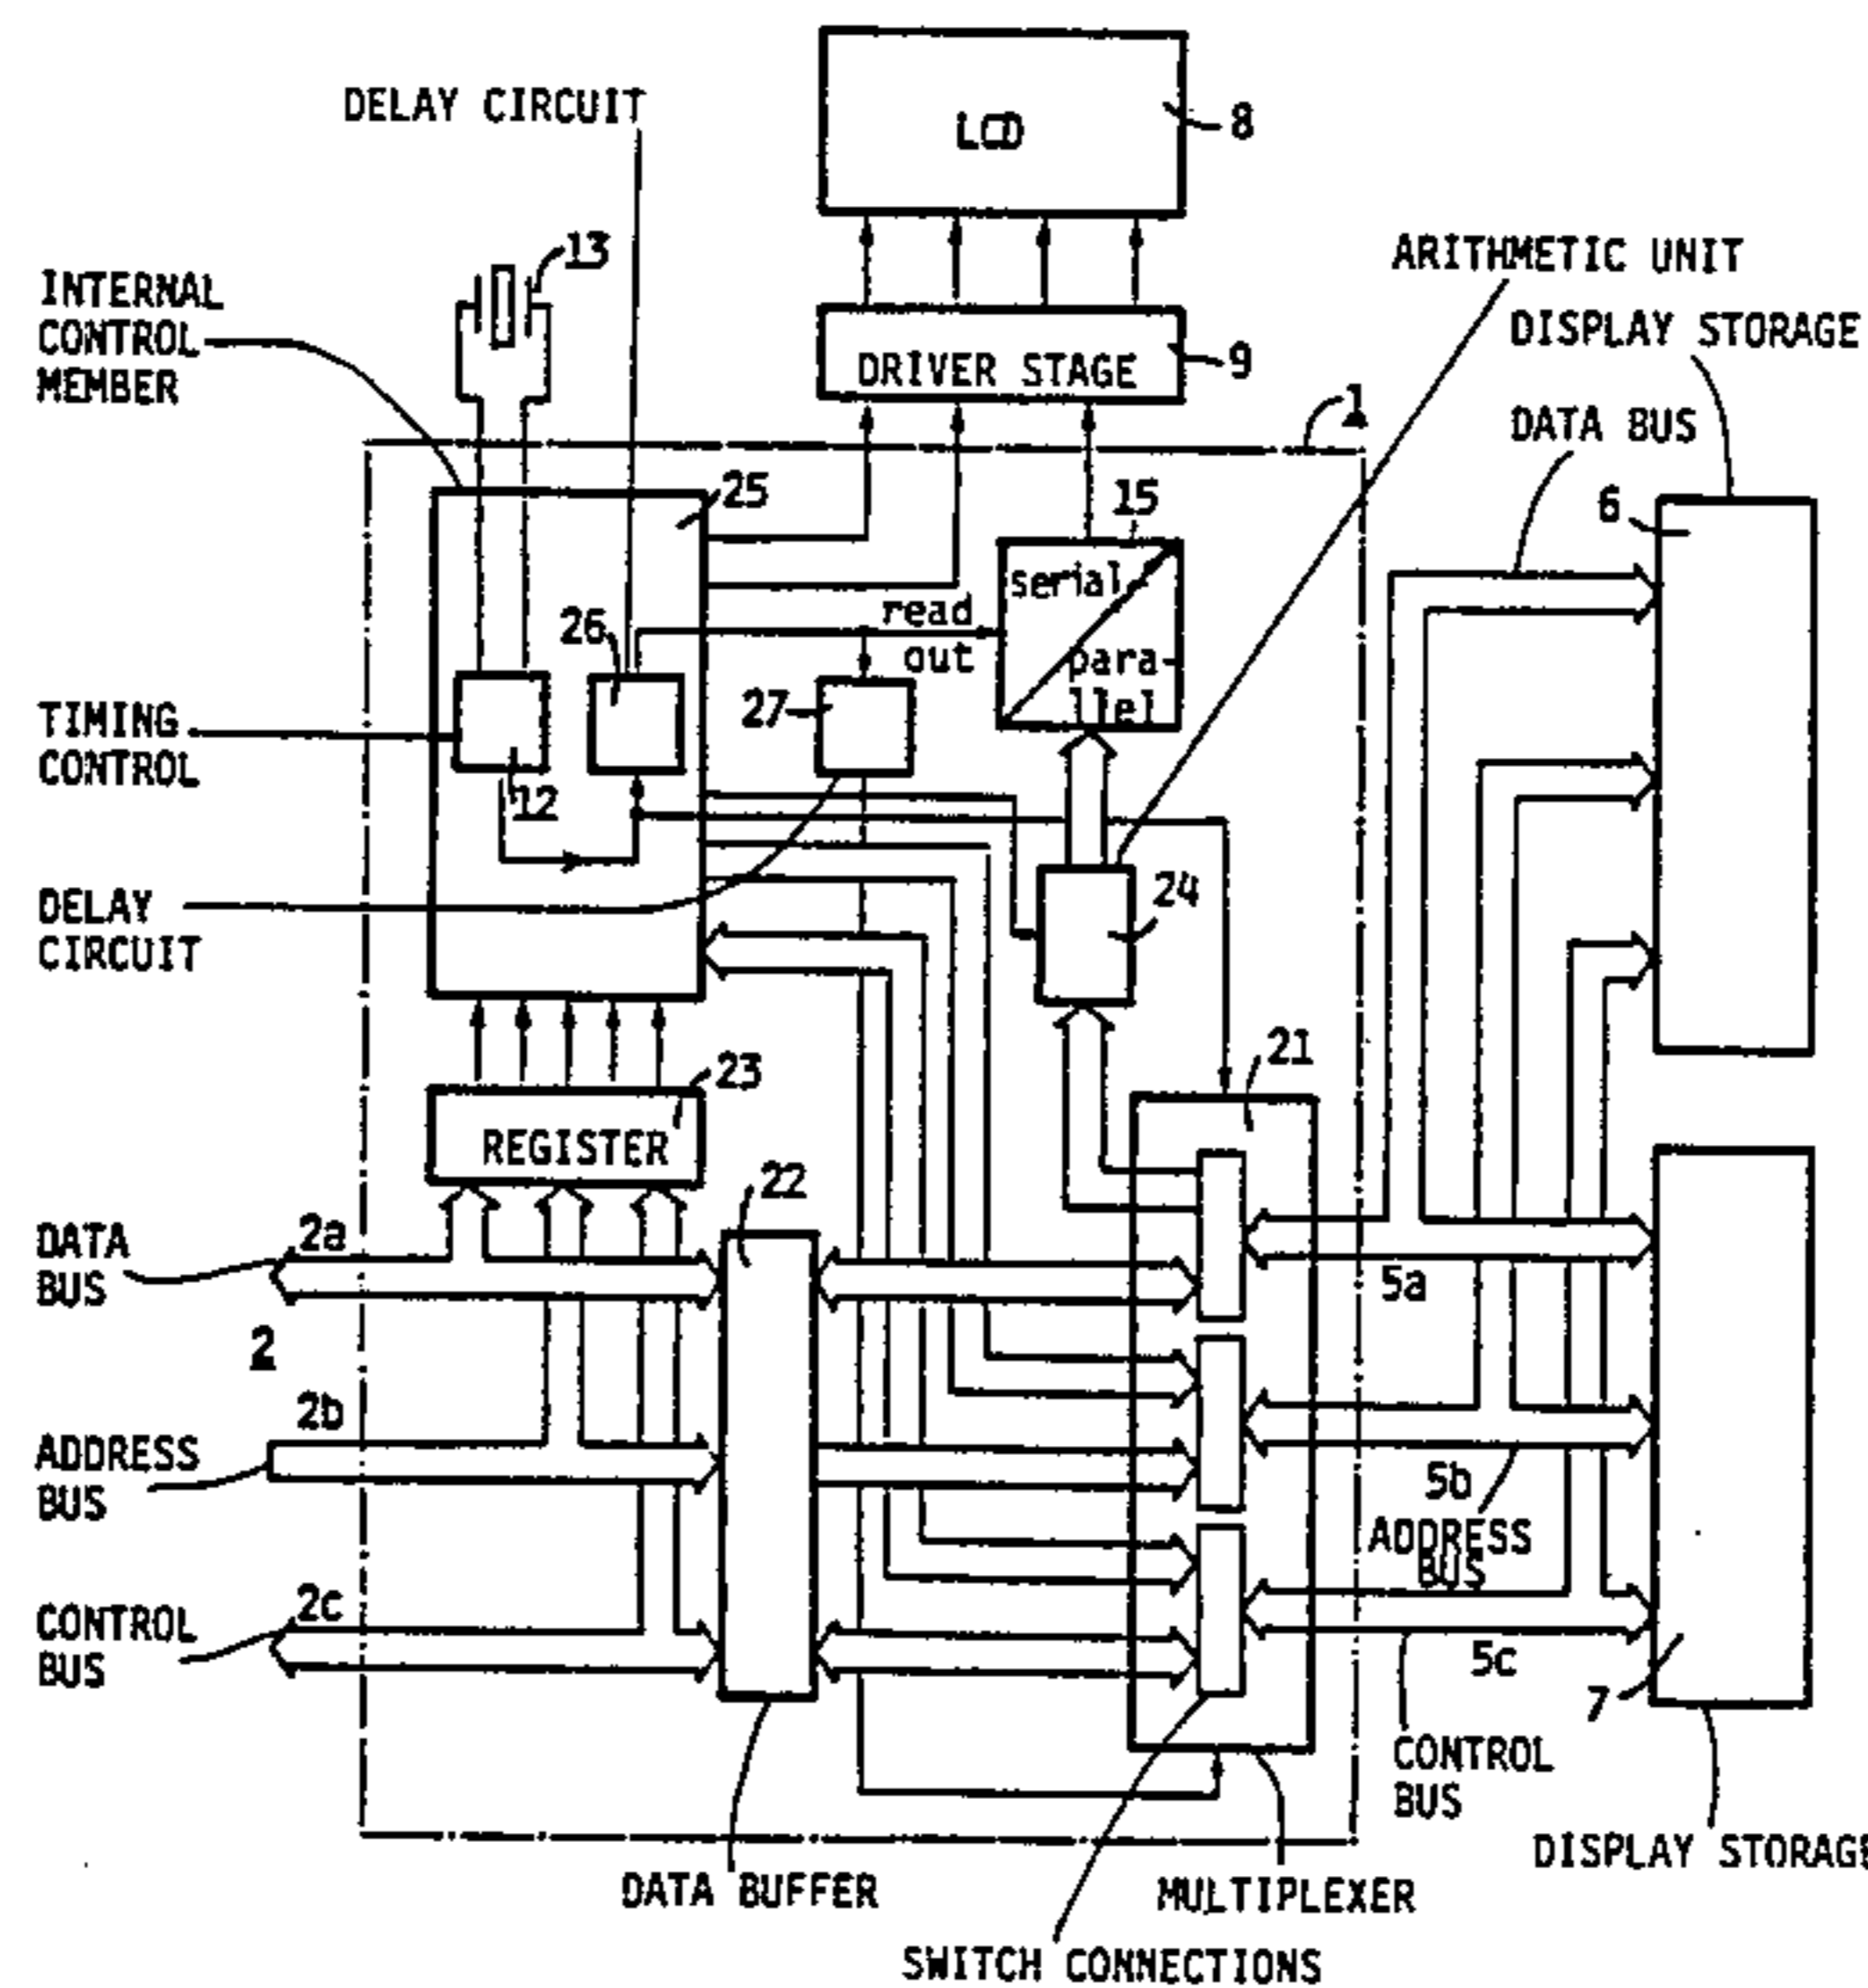 LCD
8
DELAY CIRCUIT
13
ARITHMETIC UNIT
INTERNAL
CONTROL
MEMBER
DISPLAY STORAGE
DRIVER STAGE
9
1
DATA BUS
25
15
6
serial
26
read
out
para-
llel
27
TIMING
CONTROL
12
24
DELAY
CIRCUIT
21
23
REGISTER
22
DATA
BUS
2a
5a
2
2b
ADDRESS
BUS
5b
ADDRESS
BUS
2c
CONTROL
BUS
5c
7
CONTROL
BUS
DISPLAY STORAGE
DATA BUFFER
MULTIPLEXER
SWITCH CONNECTIONS